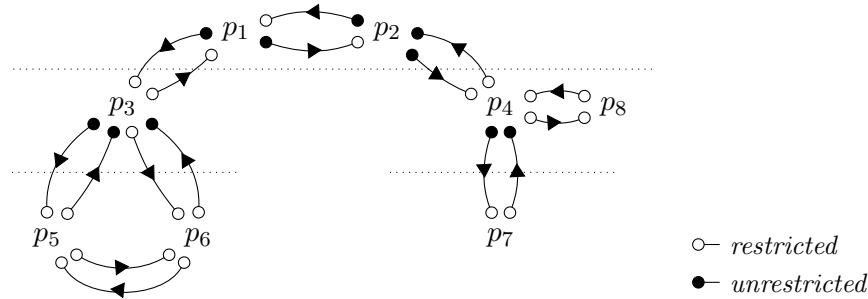 p1 p2
p3 p4 p8
p5 p6 p7
restricted
unrestricted